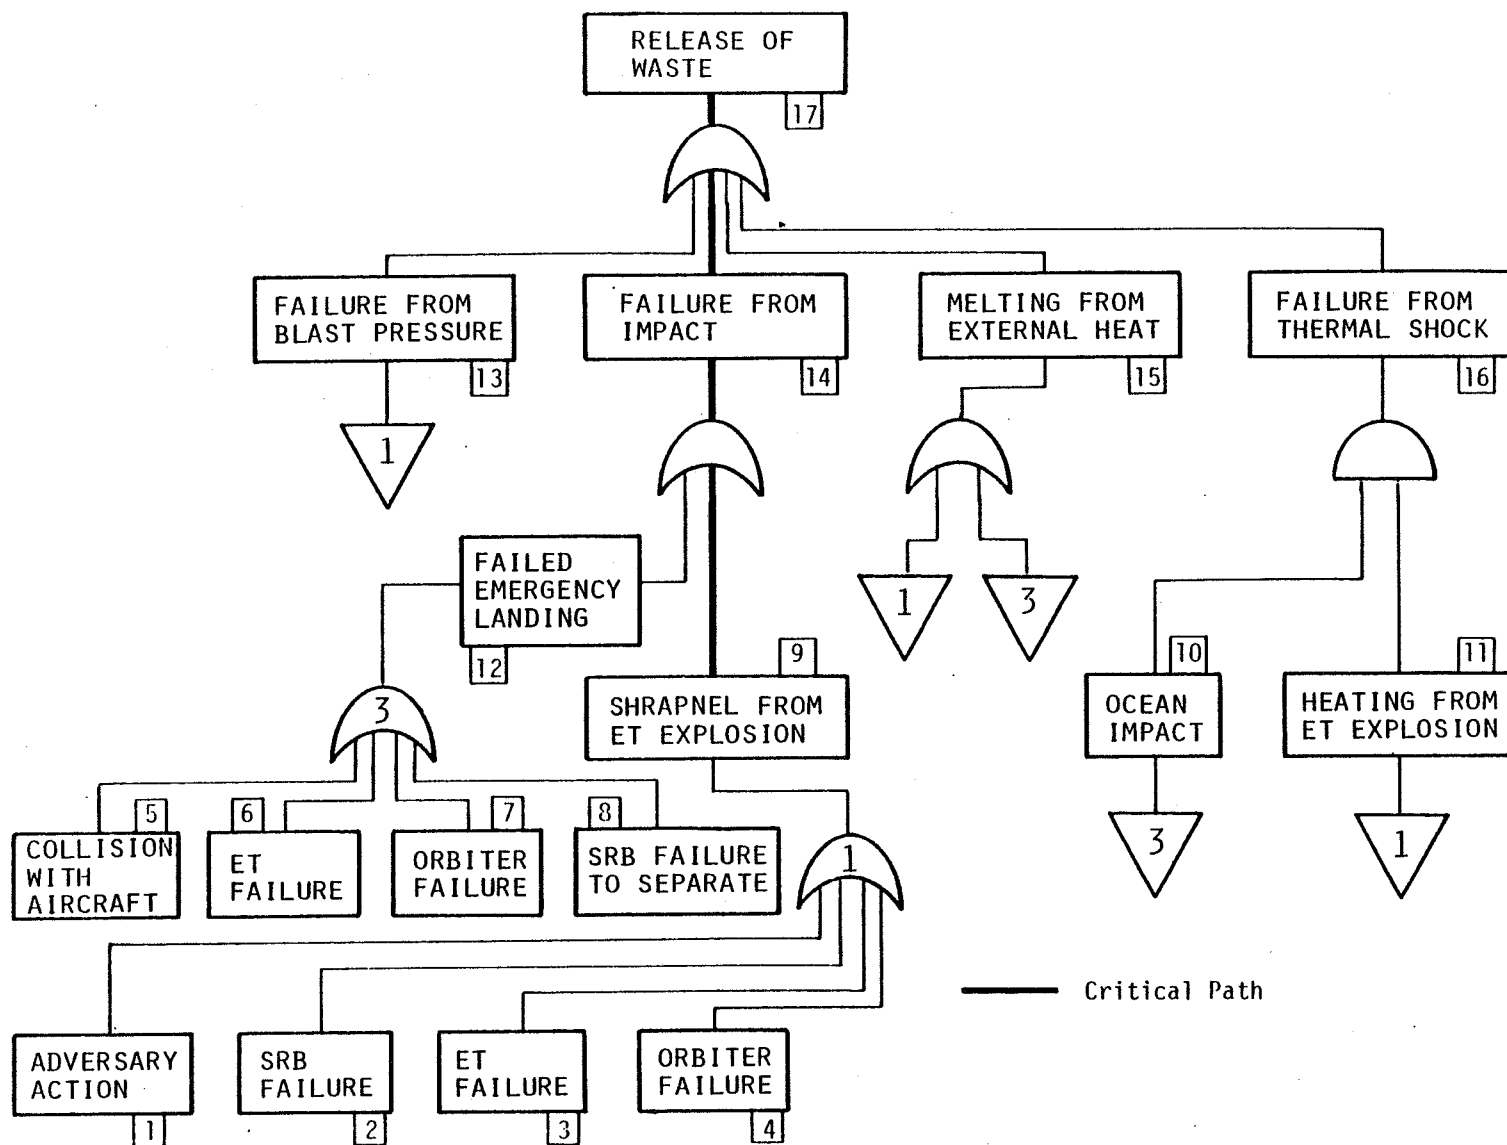 RELEASE OF
WASTE
17
FAILURE FROM
BLAST PRESSURE
13
FAILURE FROM
IMPACT
14
MELTING FROM
EXTERNAL HEAT
15
FAILURE FROM
THERMAL SHOCK
16
1
FAILED
EMERGENCY
LANDING
12
1
3
9
SHRAPNEL FROM
ET EXPLOSION
10
OCEAN
IMPACT
11
HEATING FROM
ET EXPLOSION
3
5
COLLISION
WITH
AIRCRAFT
6
ET
FAILURE
7
ORBITER
FAILURE
8
SRB FAILURE
TO SEPARATE
1
3
1
Critical Path
ADVERSARY
ACTION
1
SRB
FAILURE
2
ET
FAILURE
3
ORBITER
FAILURE
4